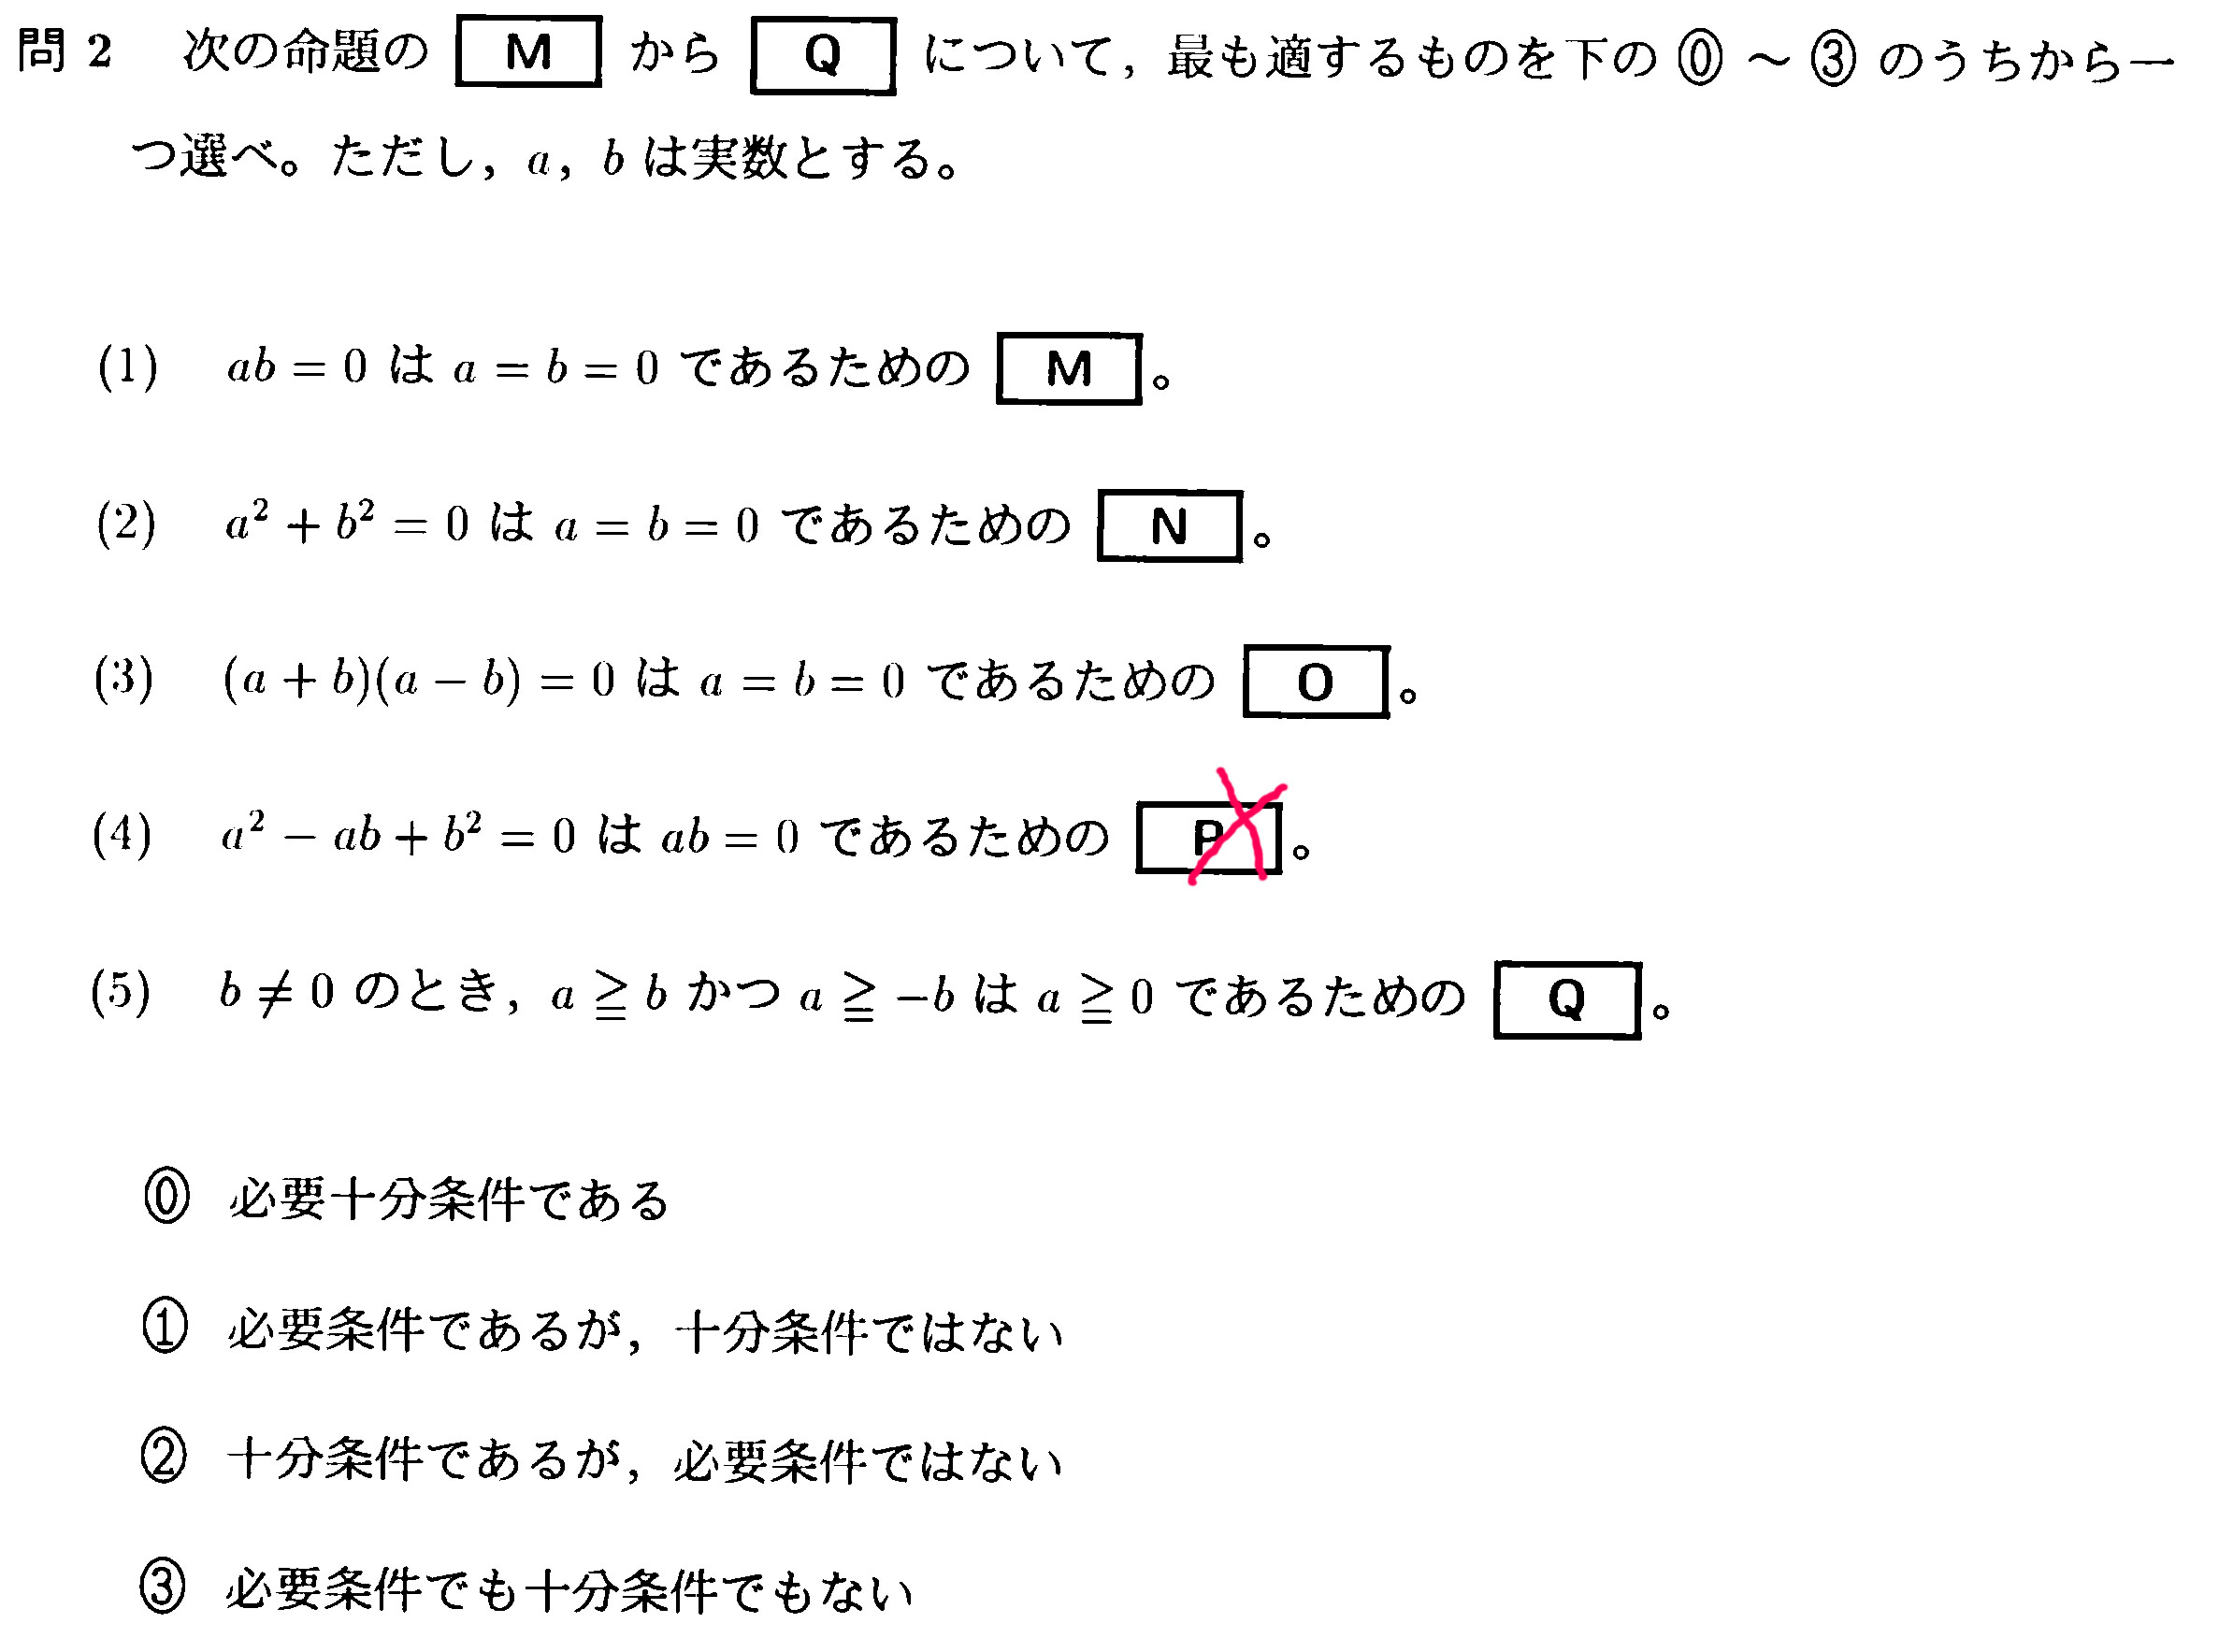 問 2 次の命題の M から Q について，最も適するものを下の ⓪ ～ ③ のうちから一
つ選べ。ただし，a，b は実数とする。
(1) ab = 0 は a = b = 0 であるための M 。
(2) a² + b² = 0 は a = b = 0 であるための N 。
(3) (a + b)(a − b) = 0 は a = b = 0 であるための O 。
(4) a² − ab + b² = 0 は ab = 0 であるための P 。
(5) b ≠ 0 のとき，a ≧ b かつ a ≧ −b は a ≧ 0 であるための Q 。
⓪ 必要十分条件である
① 必要条件であるが，十分条件ではない
② 十分条件であるが，必要条件ではない
③ 必要条件でも十分条件でもない